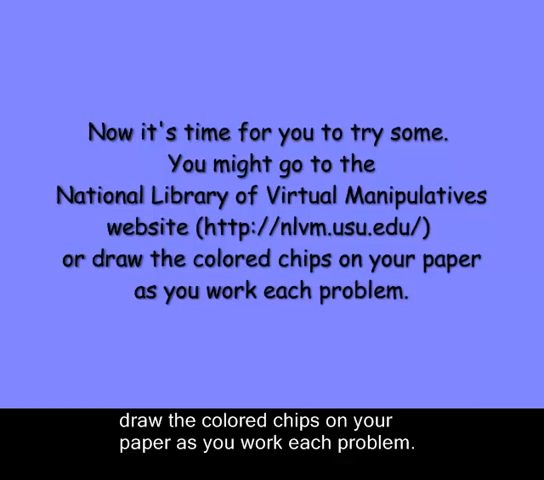 Now it's time for you to try some.
You might go to the
National Library of Virtual Manipulatives
website (http://nlvm.usu.edu/)
or draw the colored chips on your paper
as you work each problem.
draw the colored chips on your
paper as you work each problem.